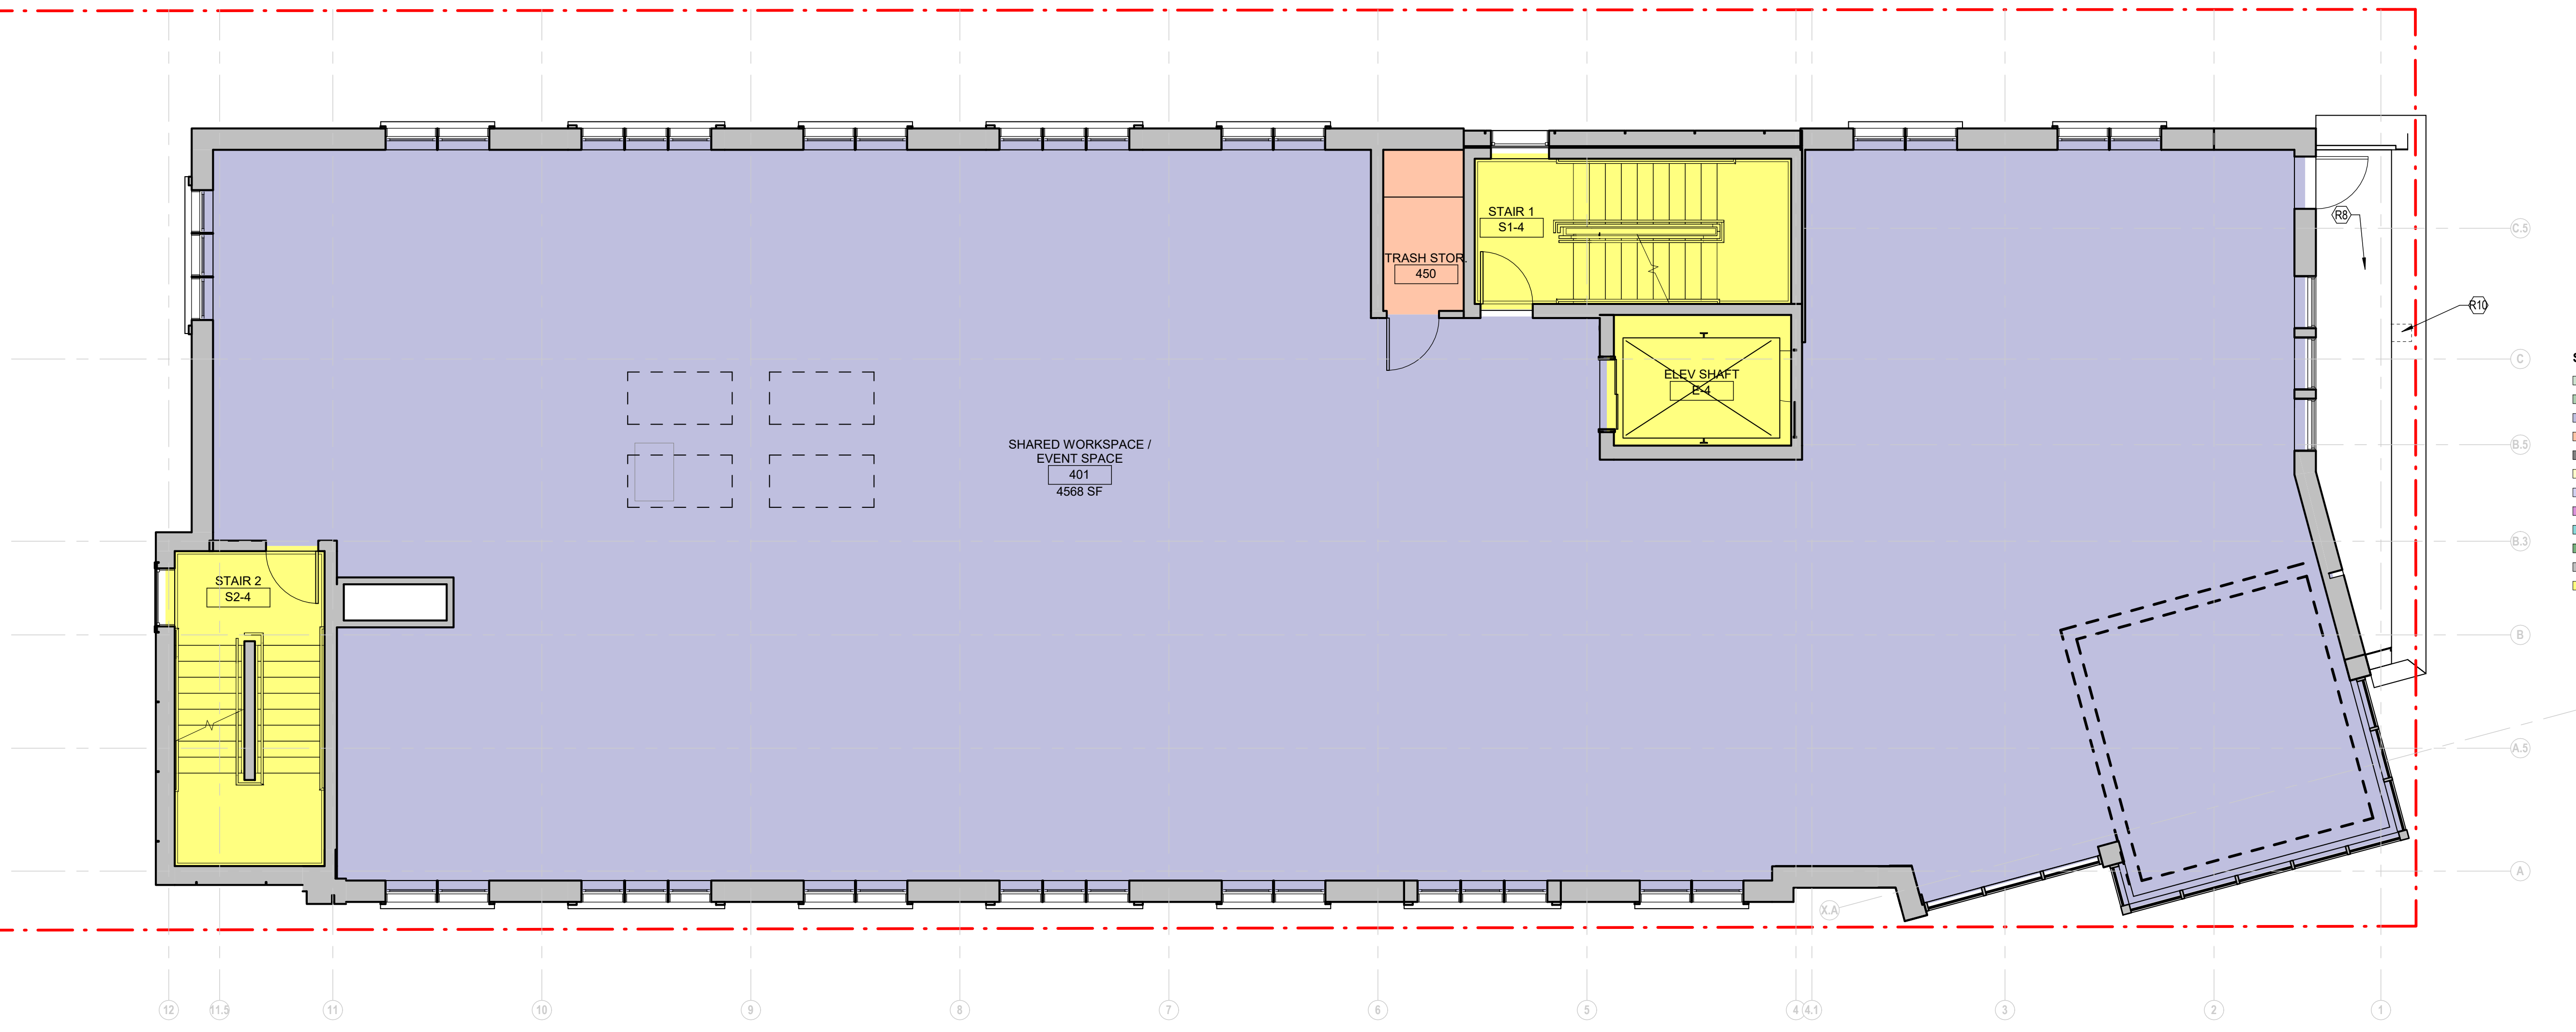 STAIR 1
S1-4
R8
C.5
TRASH STOR.
450
R10
C
ELEV SHAFT
E-4
SHARED WORKSPACE /
EVENT SPACE
401
4568 SF
B.5
B.3
STAIR 2
S2-4
B
A.5
A
X.A
12
11.5
11
10
9
8
7
6
5
4
4.1
3
2
1